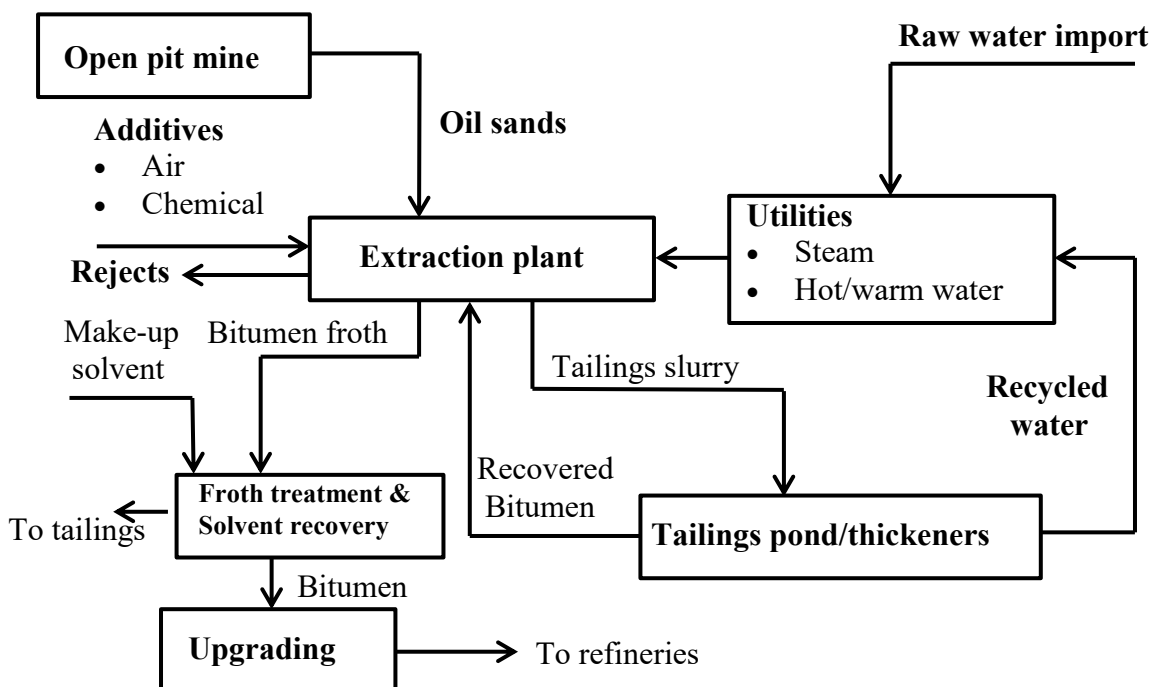 Open pit mine
Raw water import
Additives
• Air
• Chemical
Oil sands
Utilities
• Steam
• Hot/warm water
Extraction plant
Rejects
Make-up
solvent
Bitumen froth
Tailings slurry
Recycled
water
Recovered
Bitumen
Froth treatment &
Solvent recovery
To tailings
Tailings pond/thickeners
Bitumen
Upgrading
To refineries